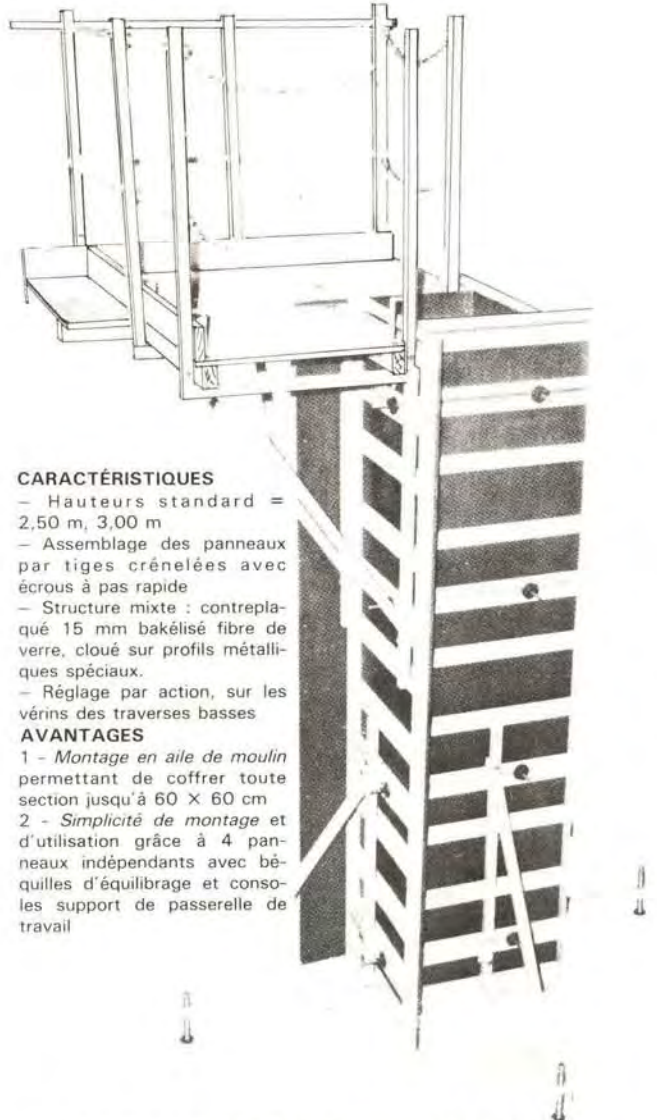 CARACTÉRISTIQUES
– Hauteurs standard =
2,50 m, 3,00 m
– Assemblage des panneaux
par tiges crénelées avec
écrous à pas rapide
– Structure mixte : contrepla-
qué 15 mm bakélisé fibre de
verre, cloué sur profils métalli-
ques spéciaux.
– Réglage par action, sur les
vérins des traverses basses
AVANTAGES
1 - Montage en aile de moulin
permettant de coffrer toute
section jusqu'à 60 × 60 cm
2 - Simplicité de montage et
d'utilisation grâce à 4 pan-
neaux indépendants avec bé-
quilles d'équilibrage et conso-
les support de passerelle de
travail